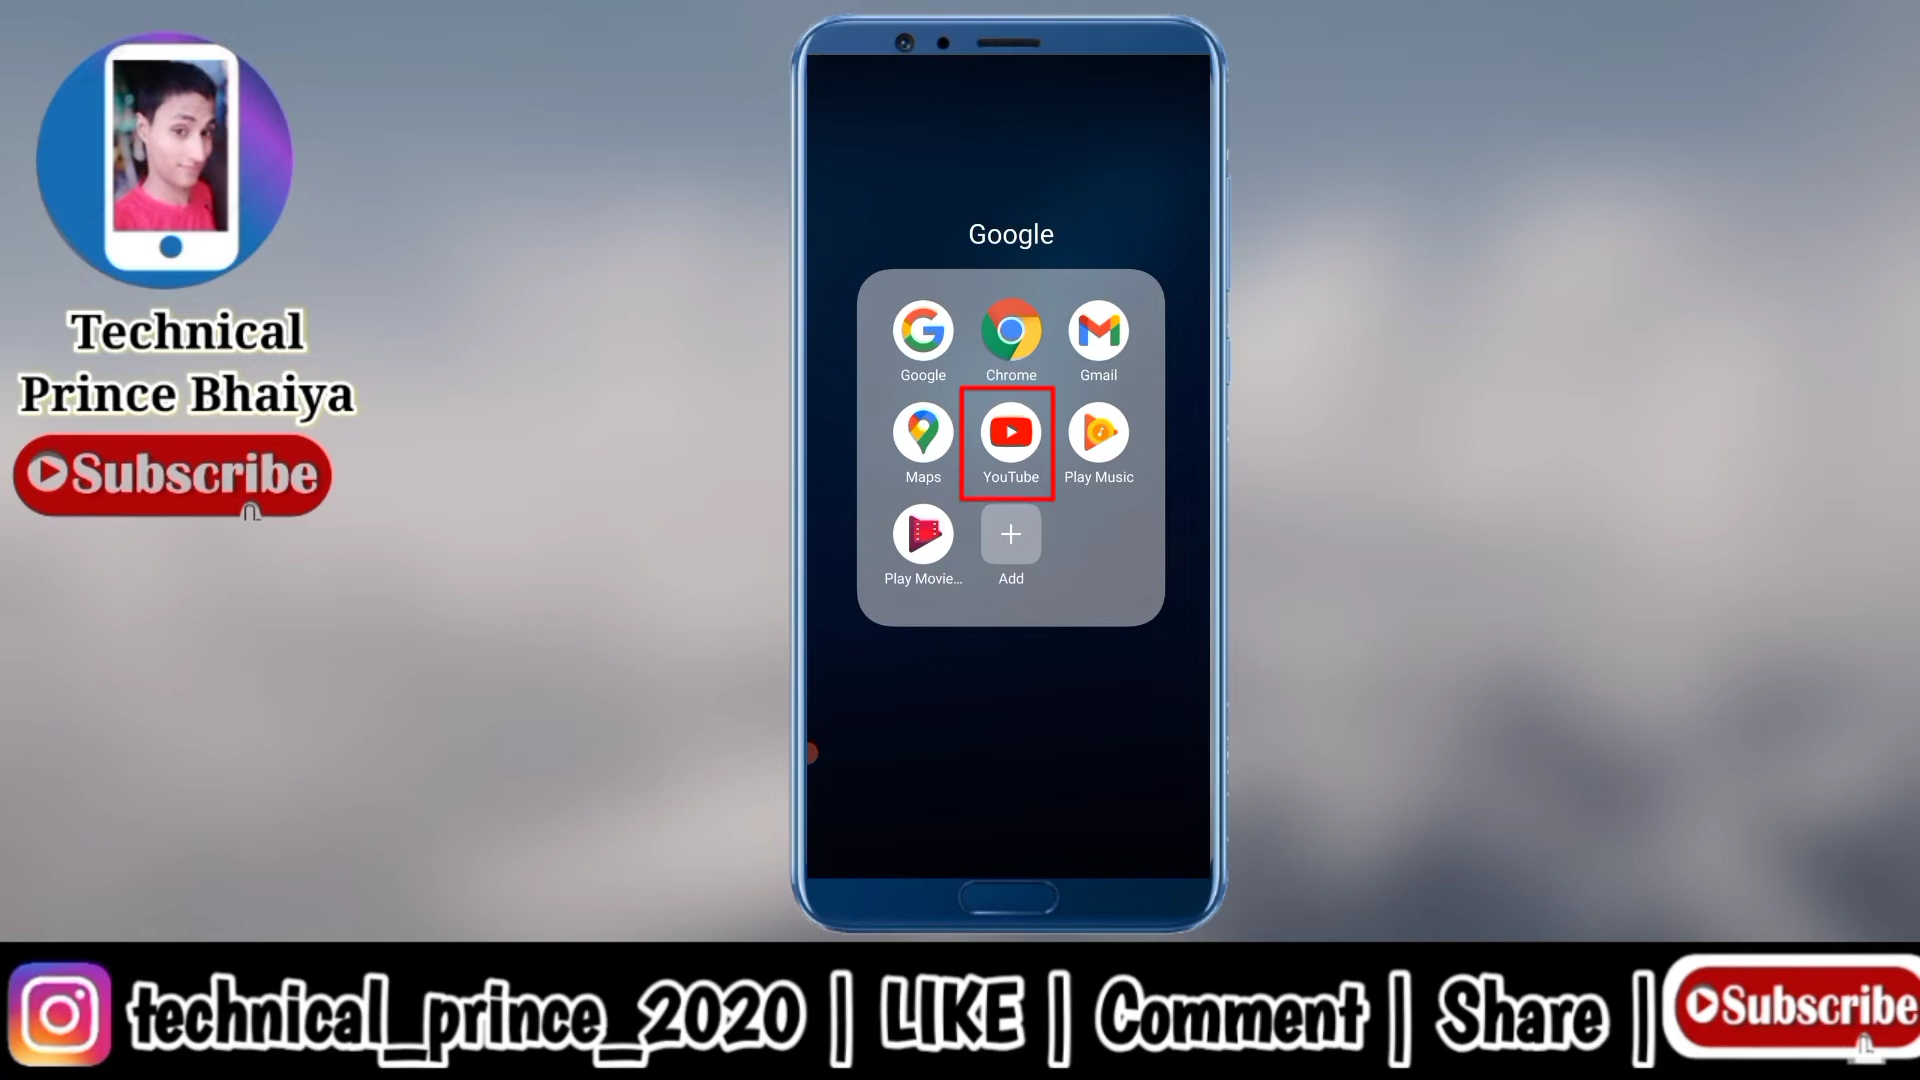 Technical
Prince Bhaiya
Subscribe
Google
Google Chrome Gmail
Maps YouTube Play Music
Play Movie... Add
technical_prince_2020 | LIKE | Comment | Share | Subscribe